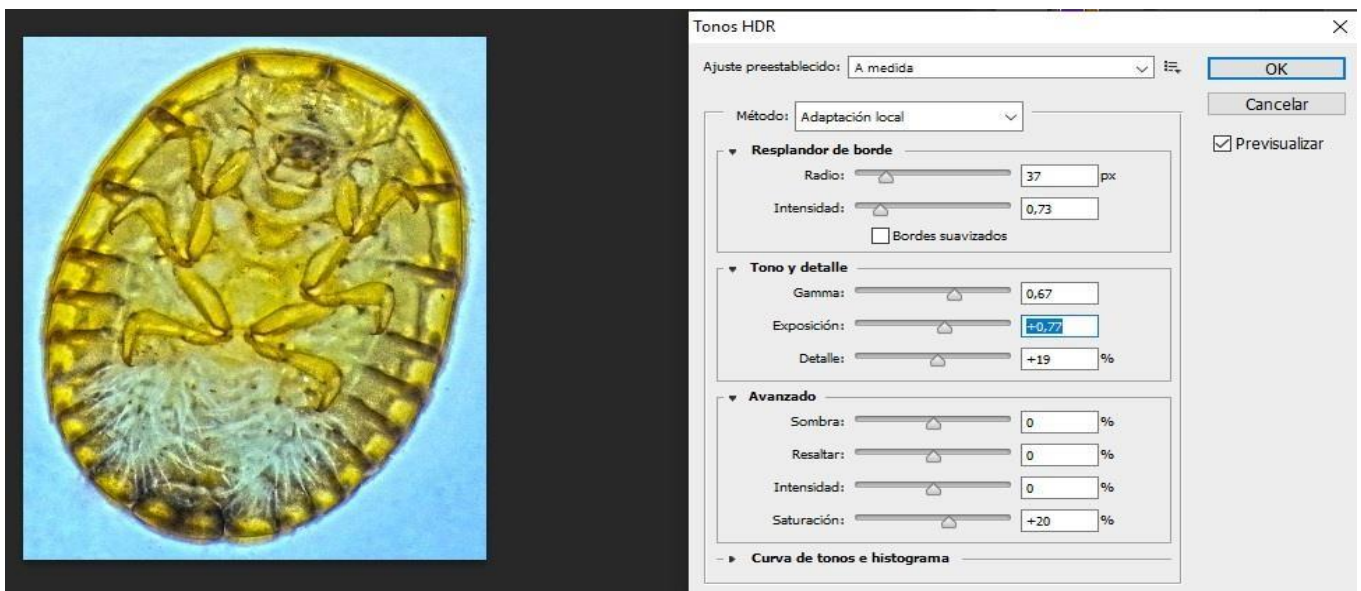 Tonos HDR
Ajuste preestablecido: A medida
OK
Cancelar
Previsualizar
Método: Adaptación local
Resplandor de borde
Radio: 37 px
Intensidad: 0,73
Bordes suavizados
Tono y detalle
Gamma: 0,67
Exposición: +0,77
Detalle: +19 %
Avanzado
Sombra: 0 %
Resaltar: 0 %
Intensidad: 0 %
Saturación: +20 %
Curva de tonos e histograma